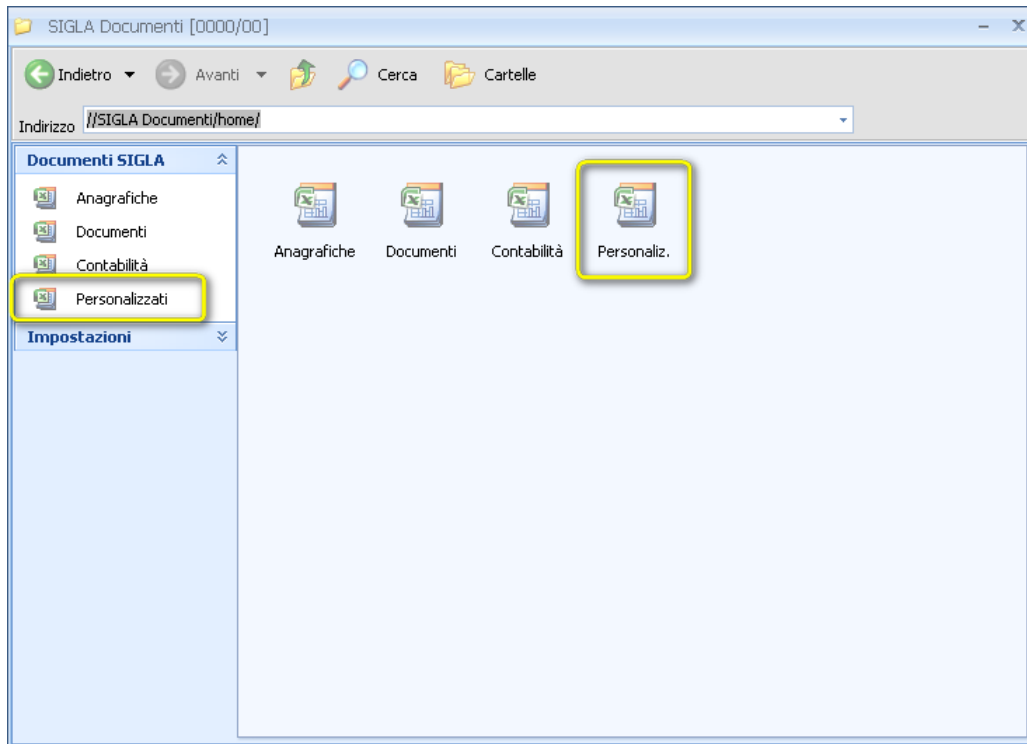 SIGLA Documenti [0000/00]
Indietro Avanti Cerca Cartelle
Indirizzo //SIGLA Documenti/home/
Documenti SIGLA
Anagrafiche
Documenti
Contabilità
Personalizzati
Impostazioni
Anagrafiche Documenti Contabilità Personaliz.